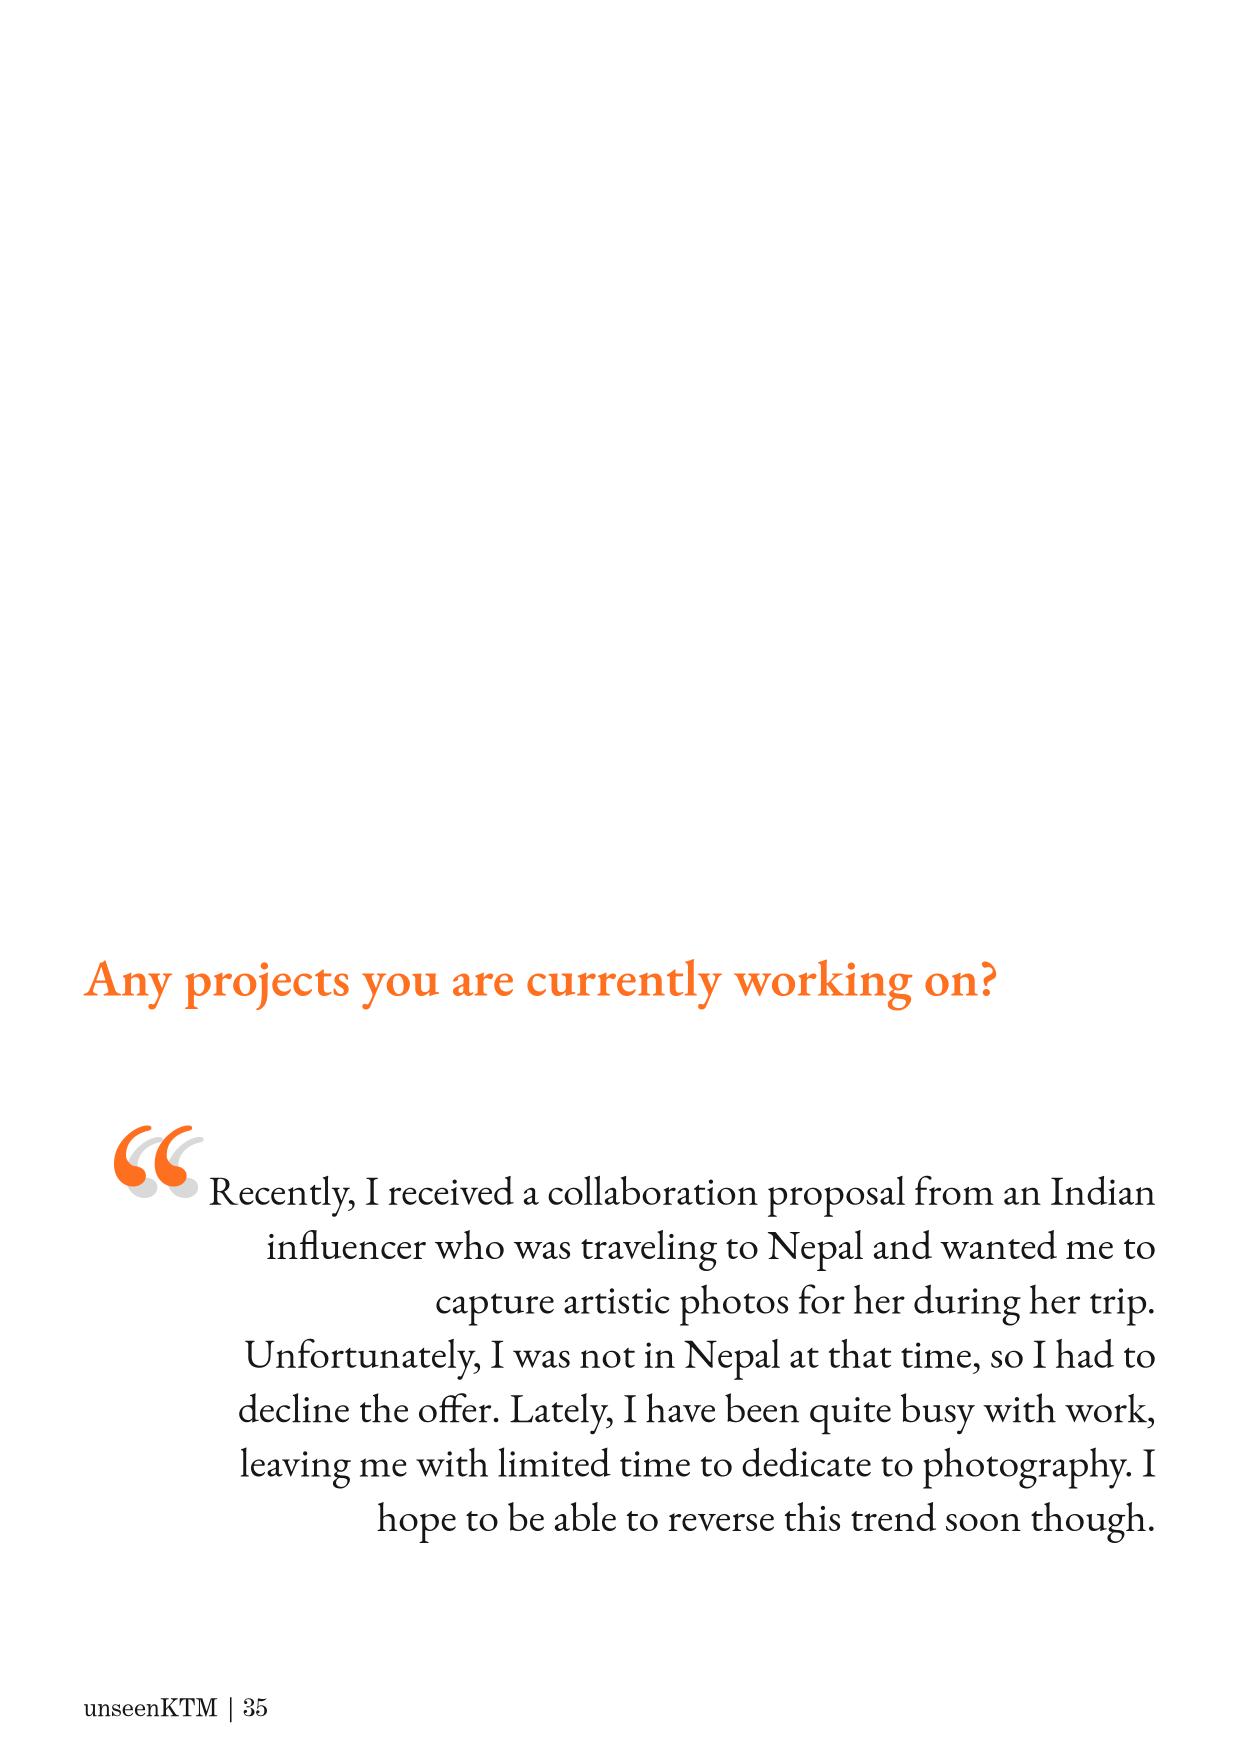 Any projects you are currently working on?
“Recently, I received a collaboration proposal from an Indian
influencer who was traveling to Nepal and wanted me to
capture artistic photos for her during her trip.
Unfortunately, I was not in Nepal at that time, so I had to
decline the offer. Lately, I have been quite busy with work,
leaving me with limited time to dedicate to photography. I
hope to be able to reverse this trend soon though.
unseenKTM | 35